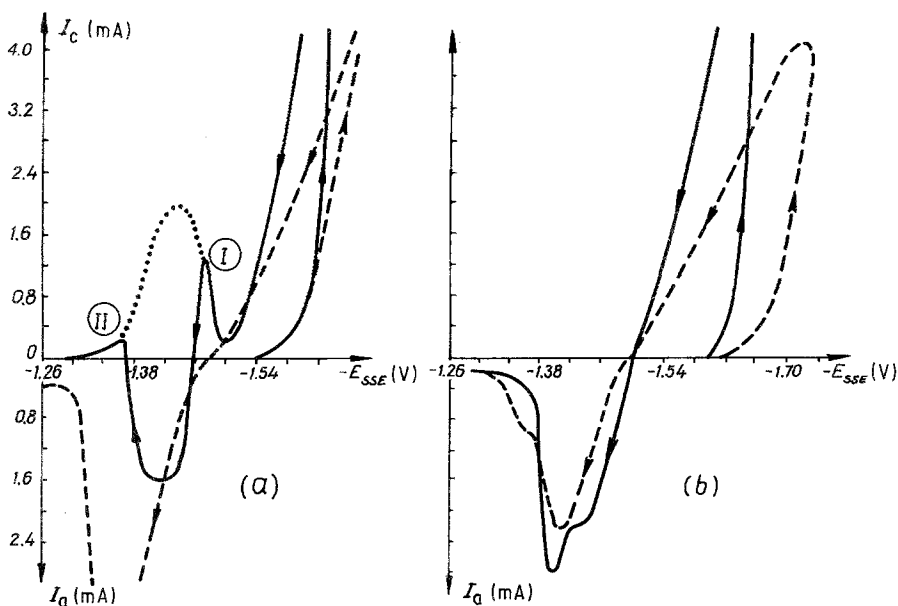 I_c (mA)
4.0
3.2
2.4
1.6
0.8
0
I
II
-1.26
-1.38
-1.54
-E_SSE (V)
0.8
1.6
2.4
I_a (mA)
(a)
-1.26
-1.38
-1.54
-1.70
-E_SSE (V)
(b)
I_a (mA)